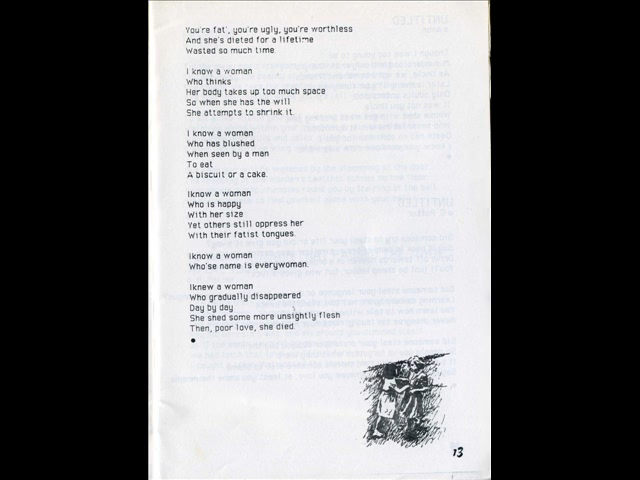 You're fat', you're ugly, you're worthless
And she's dieted for a lifetime
Wasted so much time.
I know a woman
Who thinks
Her body takes up too much space
So when she has the will
She attempts to shrink it.
I know a woman
Who has blushed
When seen by a man
To eat
A biscuit or a cake.
Iknow a woman
Who is happy
With her size
Yet others still oppress her
With their fatist tongues.
Iknow a woman
Who'se name is everywoman.
Iknew a woman
Who gradually disappeared
Day by day
She shed some more unsightly flesh
Then, poor love, she died.
13